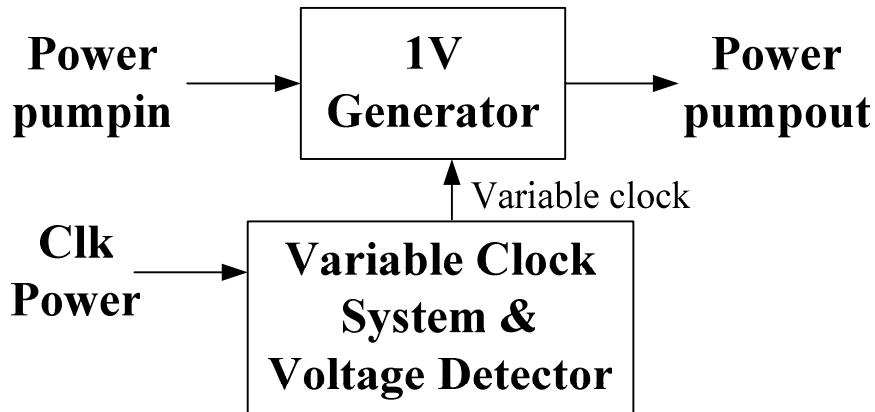 Power
pumpin
1V
Generator
Power
pumpout
Variable clock
Clk
Power
Variable Clock
System &
Voltage Detector